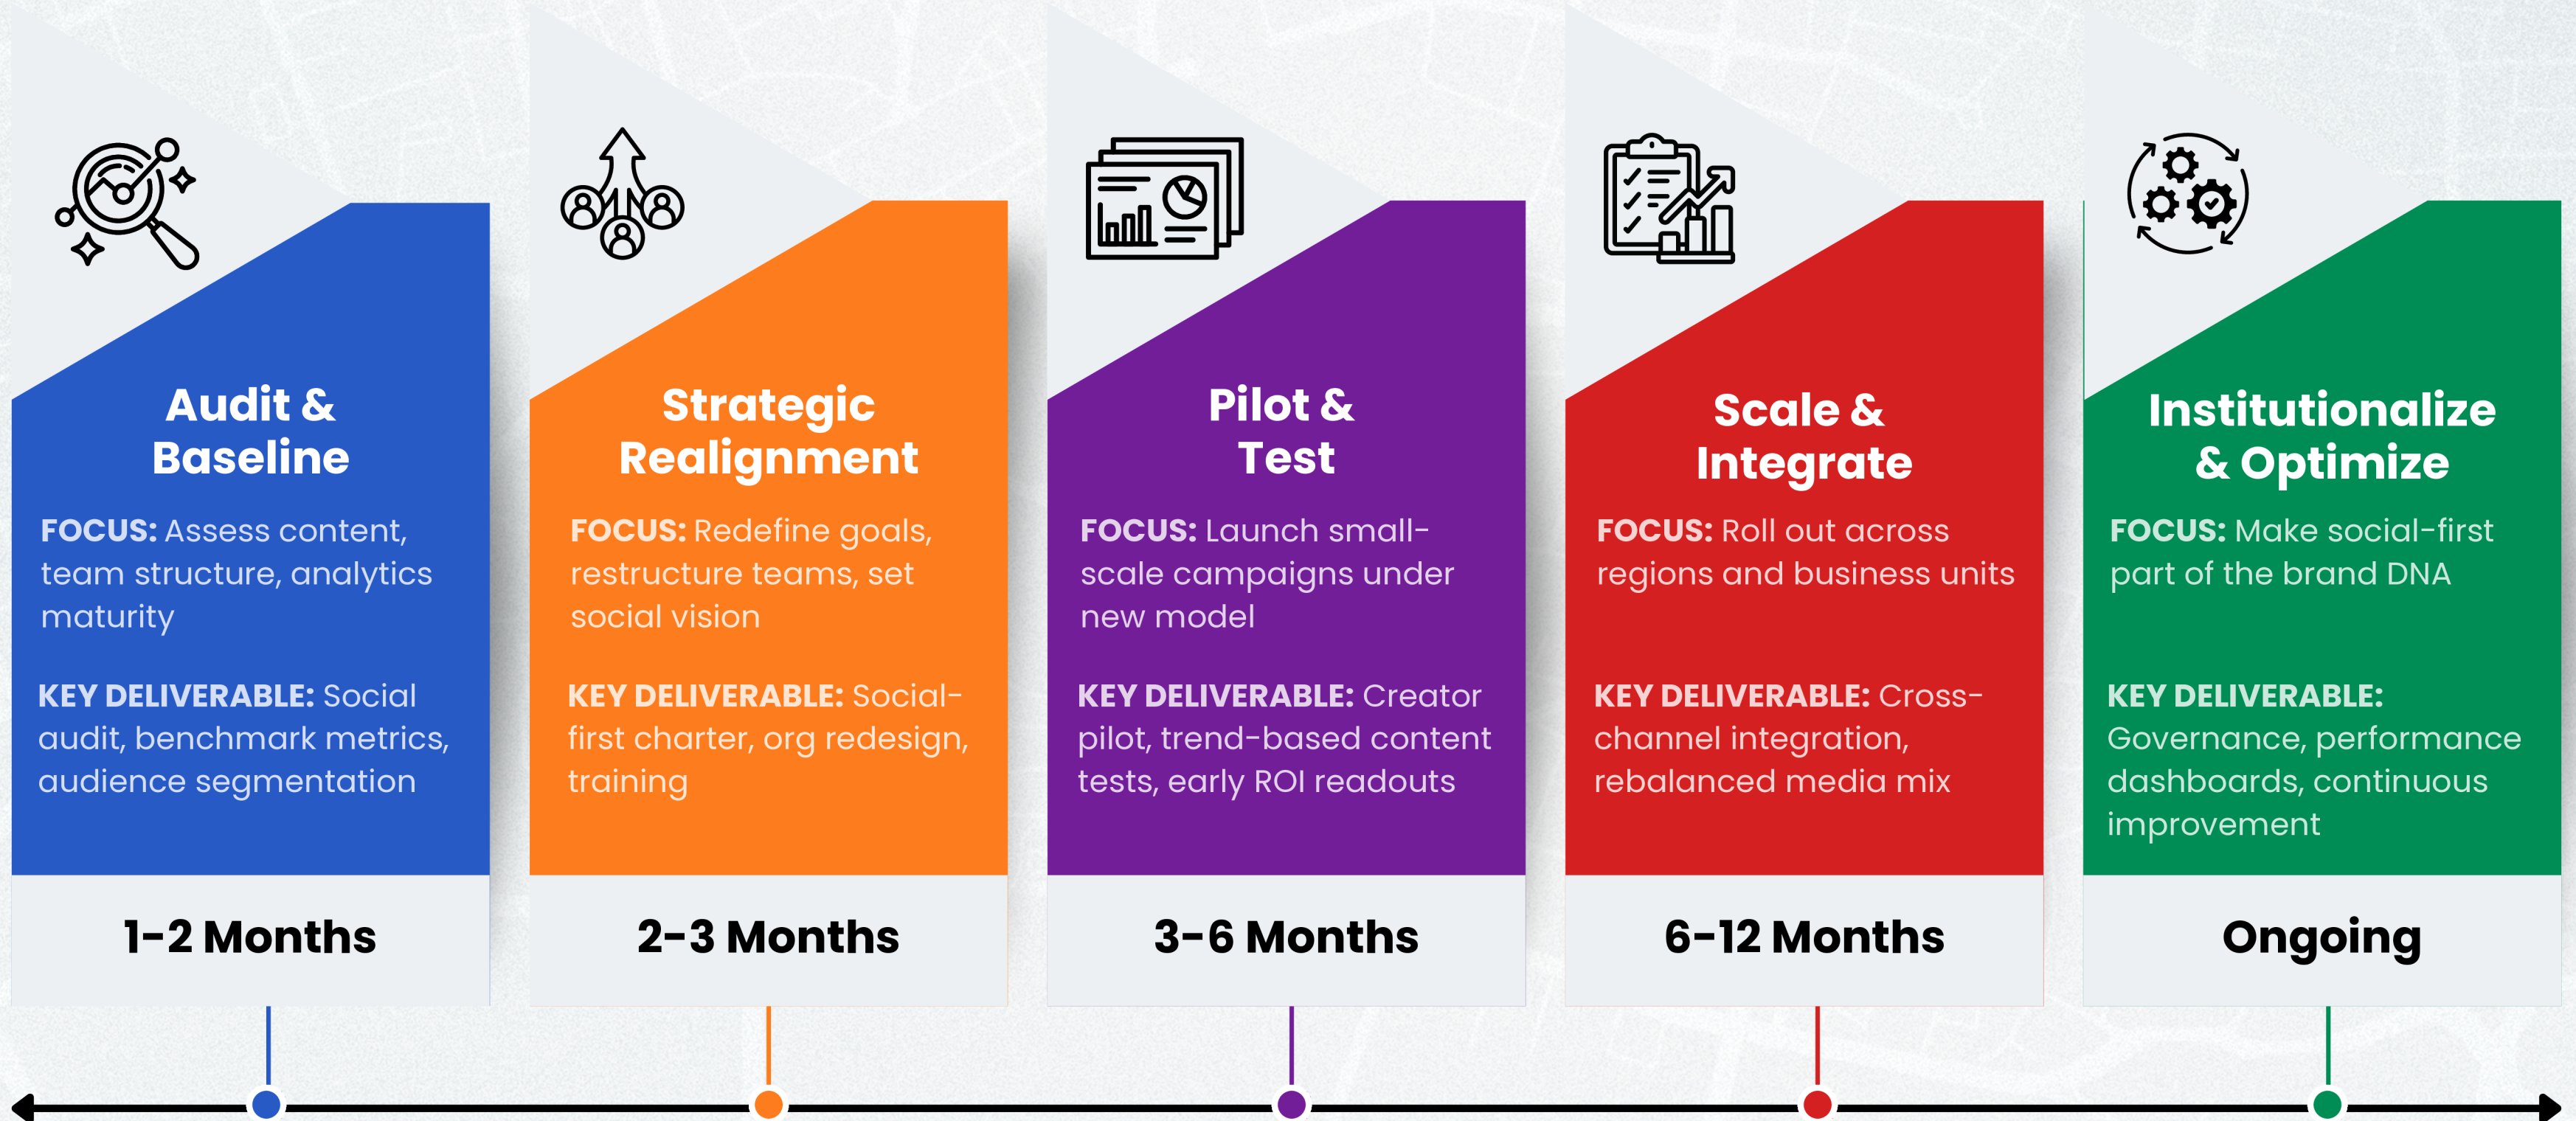 Audit &
Baseline
FOCUS: Assess content,
team structure, analytics
maturity
KEY DELIVERABLE: Social
audit, benchmark metrics,
audience segmentation
1-2 Months
Strategic
Realignment
FOCUS: Redefine goals,
restructure teams, set
social vision
KEY DELIVERABLE: Social-
first charter, org redesign,
training
2-3 Months
Pilot &
Test
FOCUS: Launch small-
scale campaigns under
new model
KEY DELIVERABLE: Creator
pilot, trend-based content
tests, early ROI readouts
3-6 Months
Scale &
Integrate
FOCUS: Roll out across
regions and business units
KEY DELIVERABLE: Cross-
channel integration,
rebalanced media mix
6-12 Months
Institutionalize
& Optimize
FOCUS: Make social-first
part of the brand DNA
KEY DELIVERABLE:
Governance, performance
dashboards, continuous
improvement
Ongoing